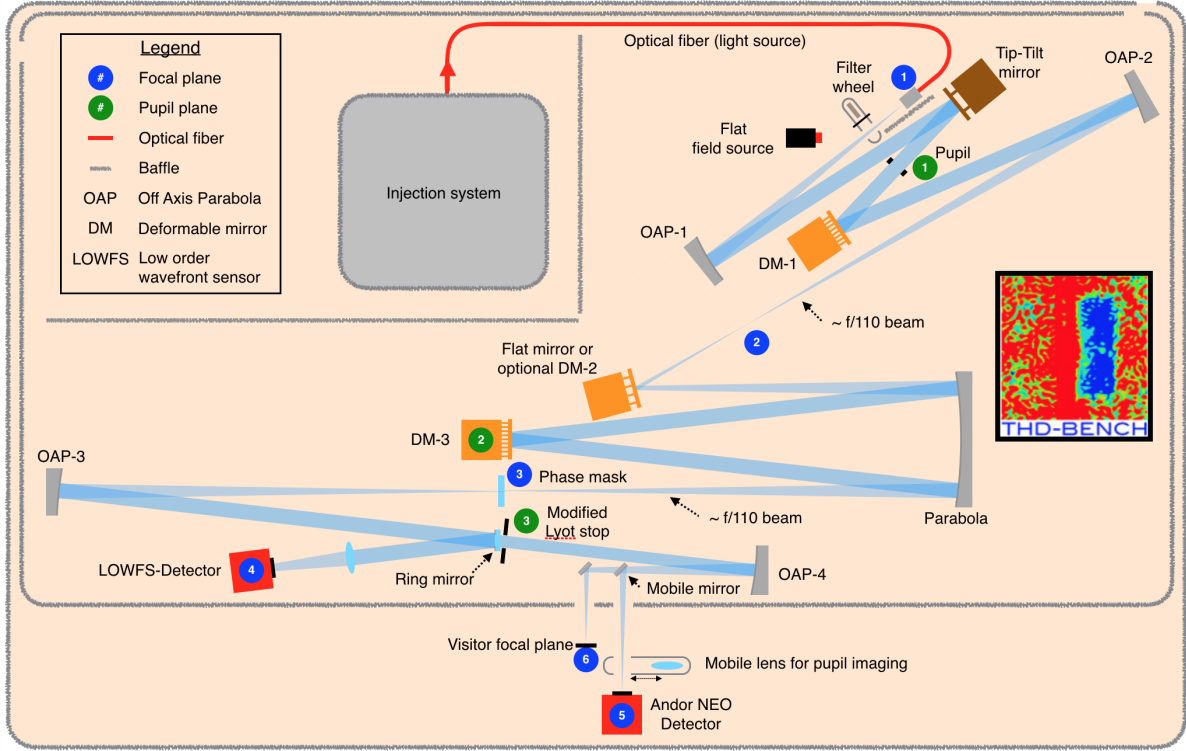 Legend
# Focal plane
# Pupil plane
Optical fiber
Baffle
OAP Off Axis Parabola
DM Deformable mirror
LOWFS Low order
wavefront sensor
Injection system
Optical fiber (light source)
Filter
wheel
1
Tip-Tilt
mirror
OAP-2
Flat
field source
Pupil
1
OAP-1
DM-1
~ f/110 beam
2
Flat mirror or
optional DM-2
THD-BENCH
DM-3
2
OAP-3
3
Phase mask
~ f/110 beam
Parabola
3
Modified
Lyot stop
LOWFS-Detector
4
Ring mirror
Mobile mirror
OAP-4
Visitor focal plane
6
Mobile lens for pupil imaging
5
Andor NEO
Detector